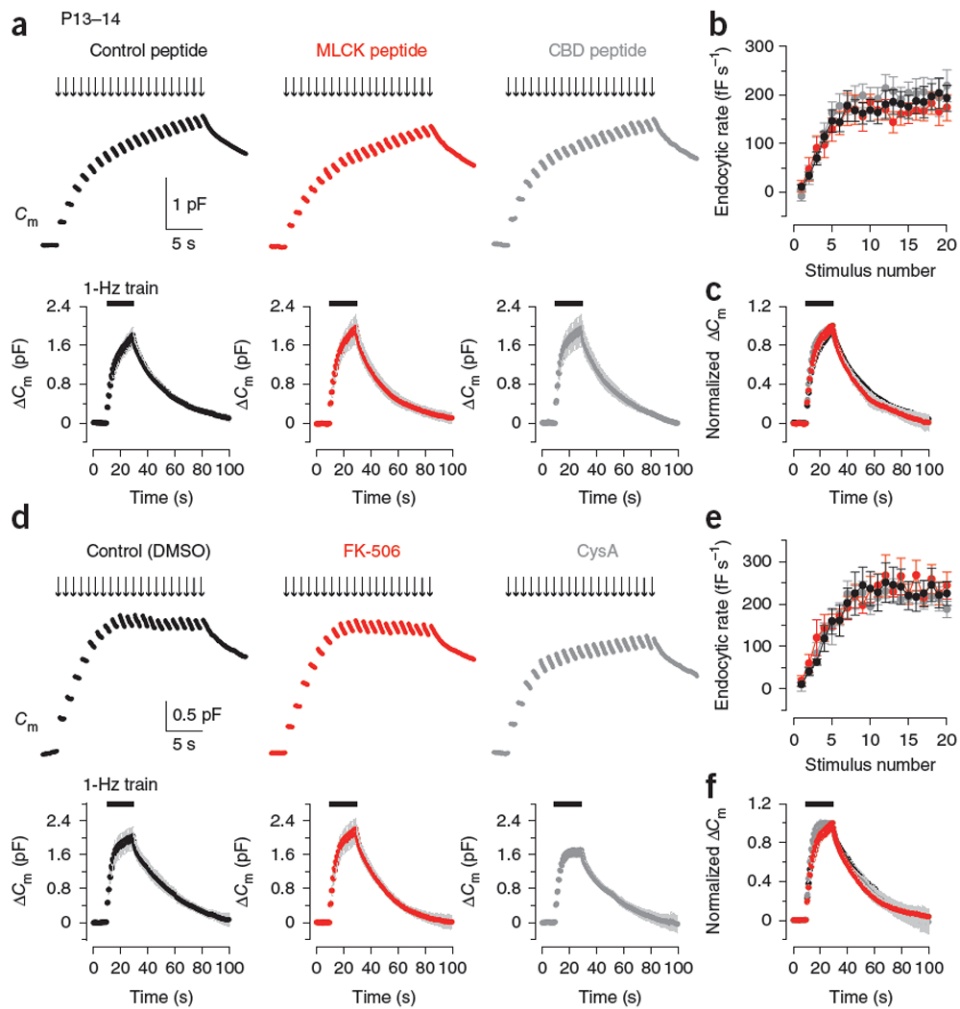 a
P13–14
Control peptide
MLCK peptide
CBD peptide
Cm
1 pF
5 s
b
Endocytic rate (fF s−1)
300
200
100
0
0 5 10 15 20
Stimulus number
1-Hz train
ΔCm (pF)
2.4
1.6
0.8
0
0 20 40 60 80 100
Time (s)
ΔCm (pF)
2.4
1.6
0.8
0
0 20 40 60 80 100
Time (s)
ΔCm (pF)
2.4
1.6
0.8
0
0 20 40 60 80 100
Time (s)
c
Normalized ΔCm
1.2
0.8
0.4
0
0 20 40 60 80 100
Time (s)
d
Control (DMSO)
FK-506
CysA
Cm
0.5 pF
5 s
e
Endocytic rate (fF s−1)
300
200
100
0
0 5 10 15 20
Stimulus number
1-Hz train
ΔCm (pF)
2.4
1.6
0.8
0
0 20 40 60 80 100
Time (s)
ΔCm (pF)
2.4
1.6
0.8
0
0 20 40 60 80 100
Time (s)
ΔCm (pF)
2.4
1.6
0.8
0
0 20 40 60 80 100
Time (s)
f
Normalized ΔCm
1.2
0.8
0.4
0
0 20 40 60 80 100
Time (s)